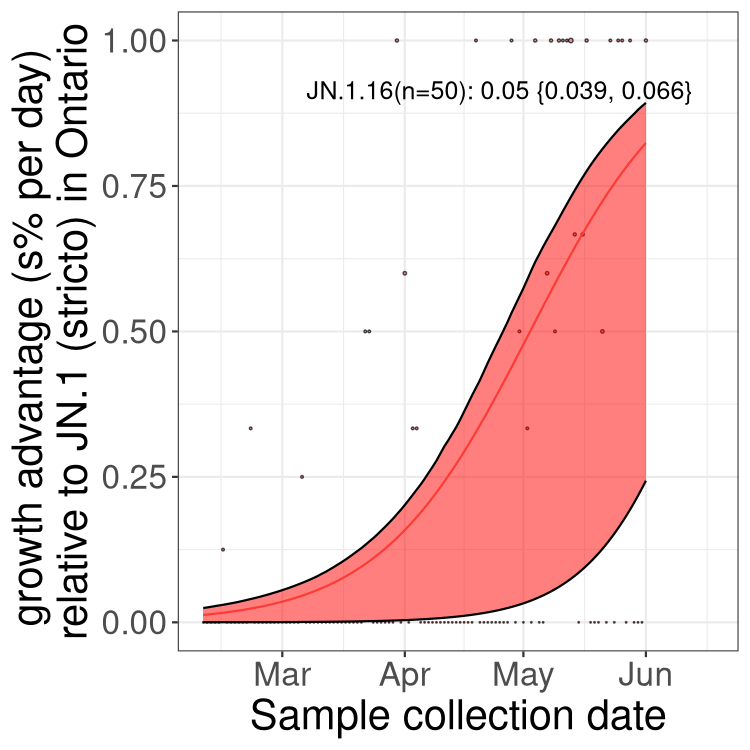 JN.1.16(n=50): 0.05 {0.039, 0.066}
1.00
0.75
0.50
0.25
0.00
growth advantage (s% per day)
relative to JN.1 (stricto) in Ontario
Mar Apr May Jun
Sample collection date